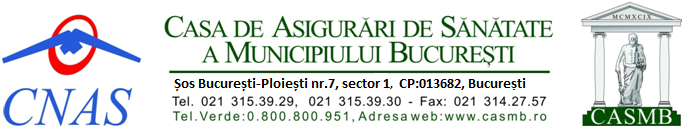 CNAS
CASA DE ASIGURĂRI DE SĂNĂTATE
A MUNICIPIULUI BUCUREŞTI
Șos București-Ploiești nr.7, sector 1, CP:013682, București
Tel. 021 315.39.29, 021 315.39.30 - Fax: 021 314.27.57
Tel.Verde:0.800.800.951, Adresa web:www.casmb.ro
MCMXCIX
CASMB